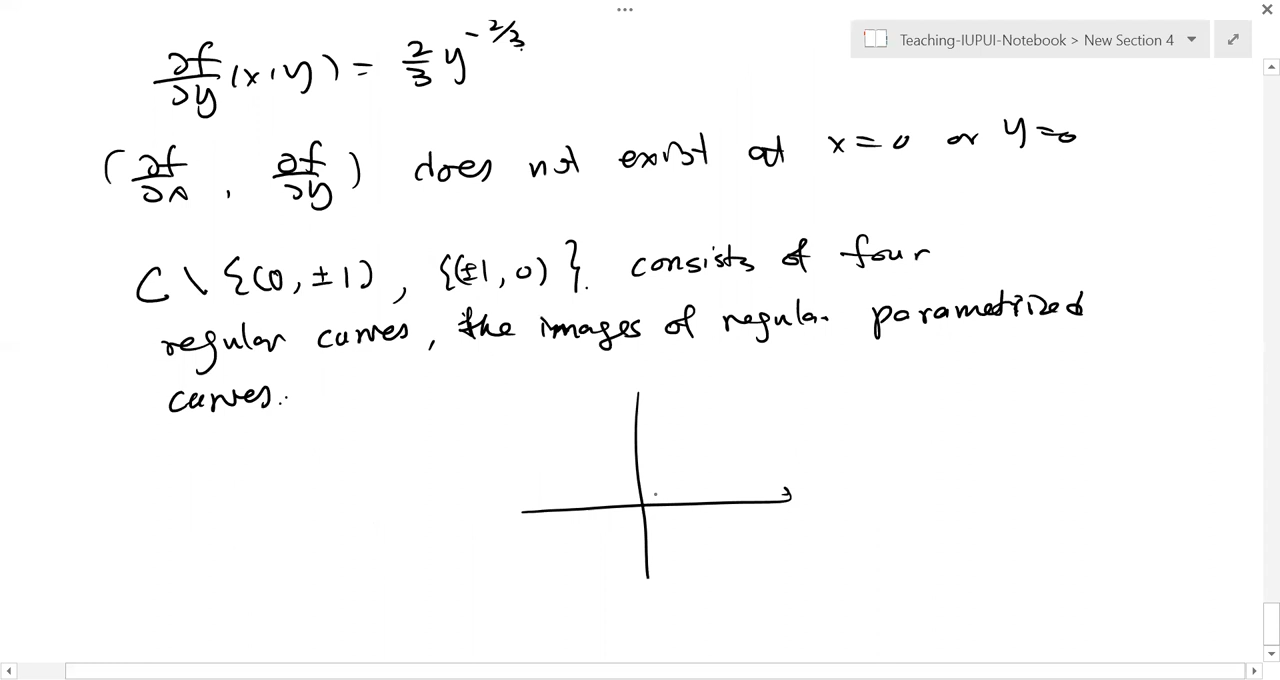 Teaching-IUPUI-Notebook > New Section 4
∂f/∂y (x, y) = 2/3 y^{-2/3}
(∂f/∂x, ∂f/∂y) does not exist at x=0 or y=0
C \ {(0, ±1), {(±1, 0)}. consists of four
regular curves, the images of regular parametrized
curves.